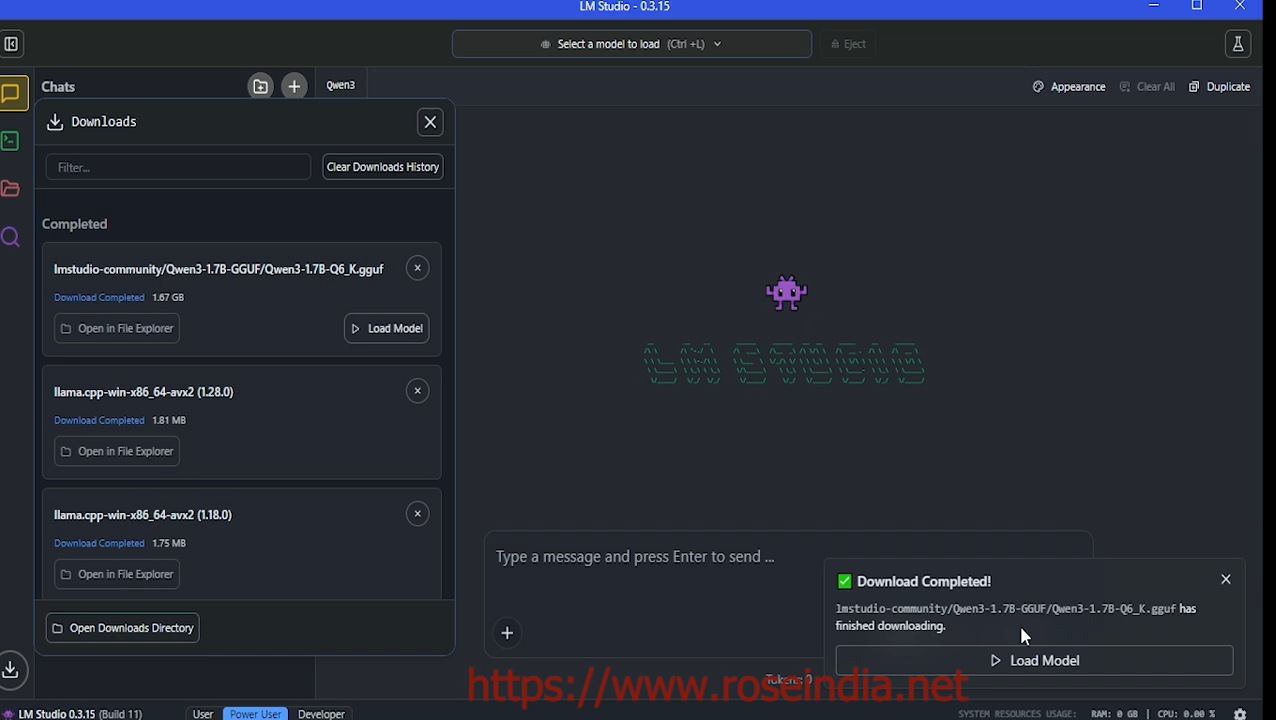 LM Studio - 0.3.15
Select a model to load (Ctrl +L)
Eject
Chats
Qwen3
Appearance
Clear All
Duplicate
Downloads
Filter...
Clear Downloads History
Completed
lmstudio-community/Qwen3-1.7B-GGUF/Qwen3-1.7B-Q6_K.gguf
Download Completed 1.67 GB
Open in File Explorer
Load Model
llama.cpp-win-x86_64-avx2 (1.28.0)
Download Completed 1.81 MB
Open in File Explorer
llama.cpp-win-x86_64-avx2 (1.18.0)
Download Completed 1.75 MB
Open in File Explorer
Open Downloads Directory
LM STUDIO
Type a message and press Enter to send ...
Download Completed!
lmstudio-community/Qwen3-1.7B-GGUF/Qwen3-1.7B-Q6_K.gguf has
finished downloading.
Load Model
https://www.roseindia.net
LM Studio 0.3.15 (Build 11)
User
Power User
Developer
SYSTEM RESOURCES USAGE: RAM: 0 GB | CPU: 0.00 %